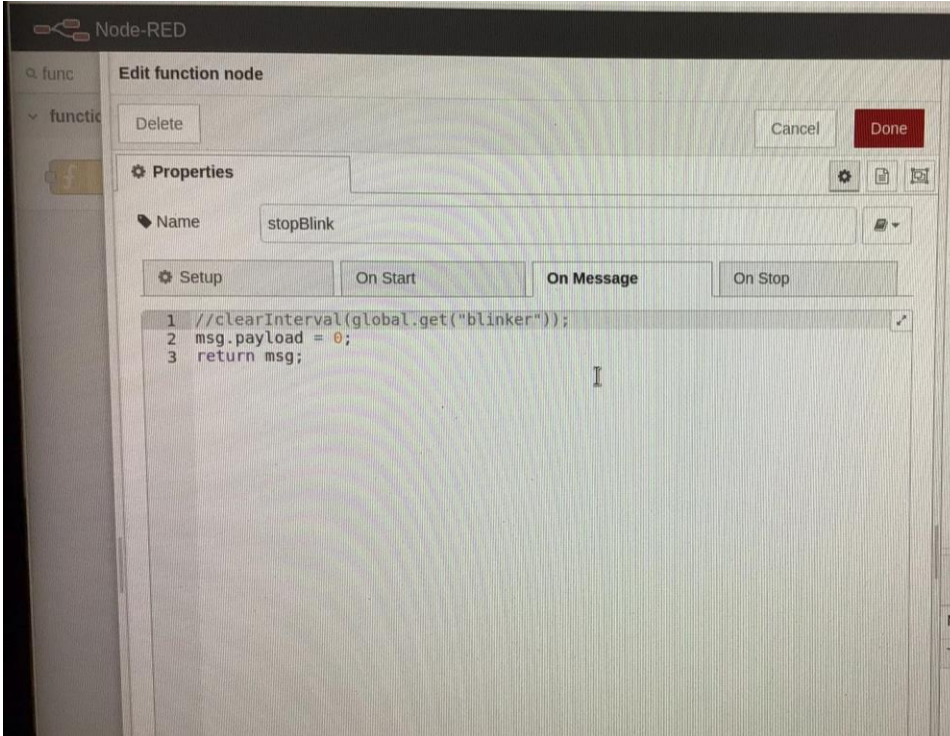 Node-RED
func
Edit function node
functio
Delete
Cancel
Done
Properties
Name
stopBlink
Setup
On Start
On Message
On Stop
1 //clearInterval(global.get("blinker"));
2 msg.payload = 0;
3 return msg;